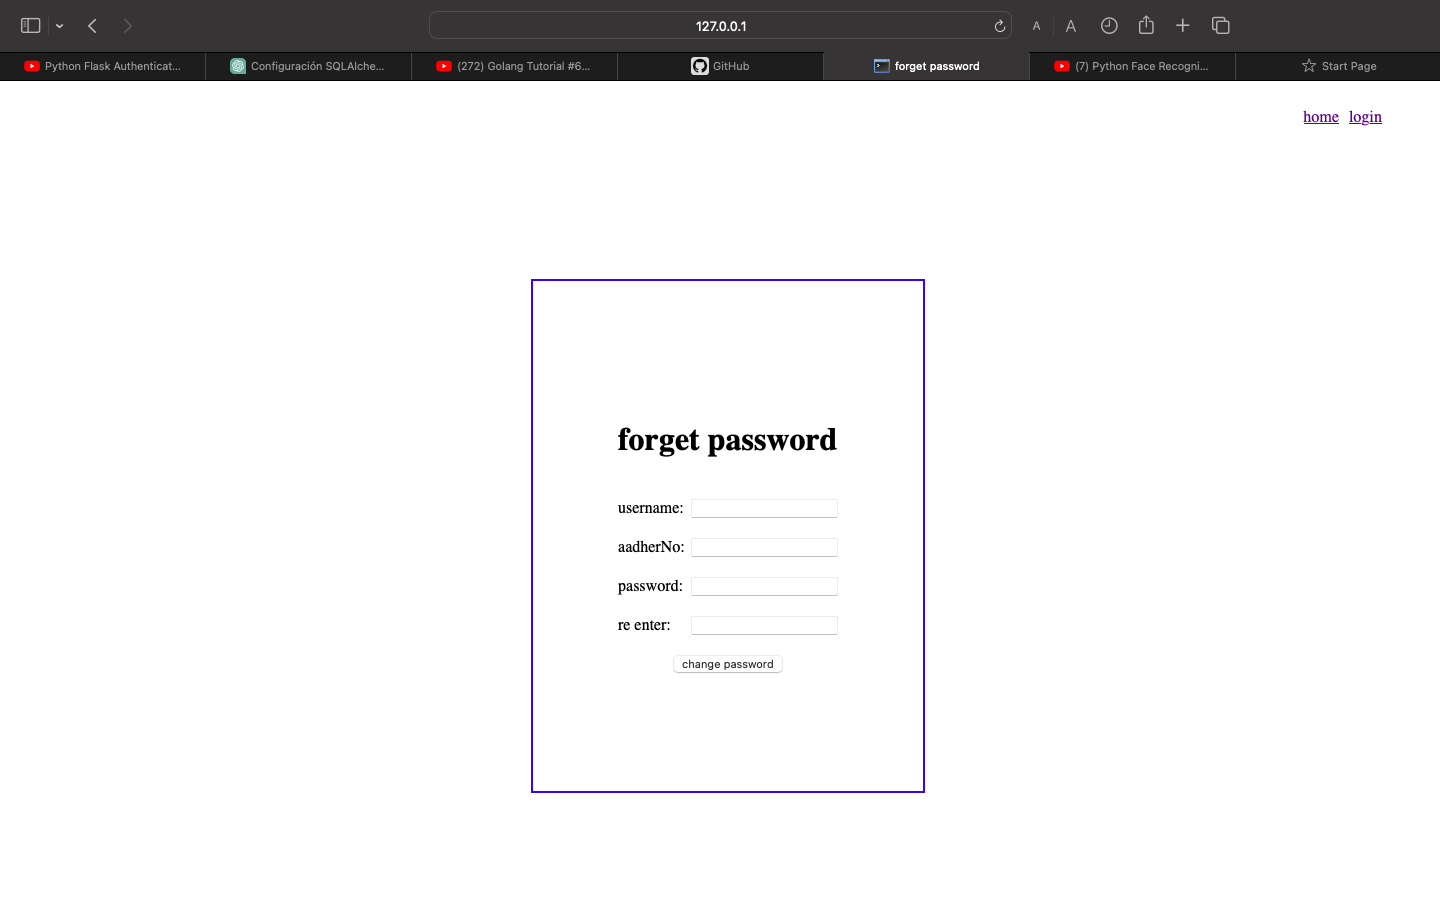 127.0.0.1
A A
Python Flask Authenticat...
Configuración SQLAlche...
(272) Golang Tutorial #6...
GitHub
forget password
(7) Python Face Recogni...
Start Page
home login
forget password
username:
aadherNo:
password:
re enter:
change password